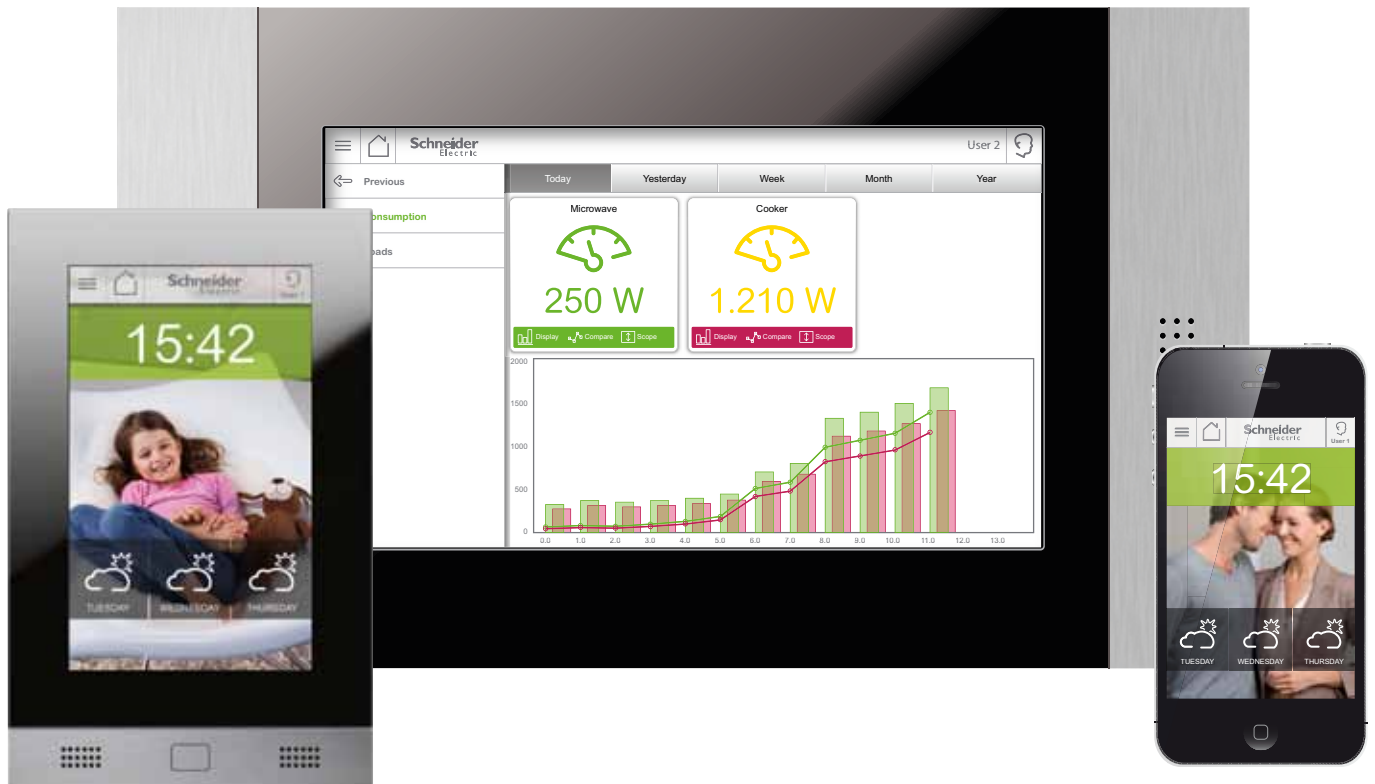 Schneider
Electric
User 2
Previous
onsumption
oads
Today
Yesterday
Week
Month
Year
Microwave
250 W
Display
Compare
Scope
Cooker
1.210 W
Display
Compare
Scope
2000
1500
1000
500
0
0.0
1.0
2.0
3.0
4.0
5.0
6.0
7.0
8.0
9.0
10.0
11.0
12.0
13.0
Schneider
Electric
User 1
15:42
TUESDAY
WEDNESDAY
THURSDAY
Schneider
Electric
User 1
15:42
TUESDAY
WEDNESDAY
THURSDAY